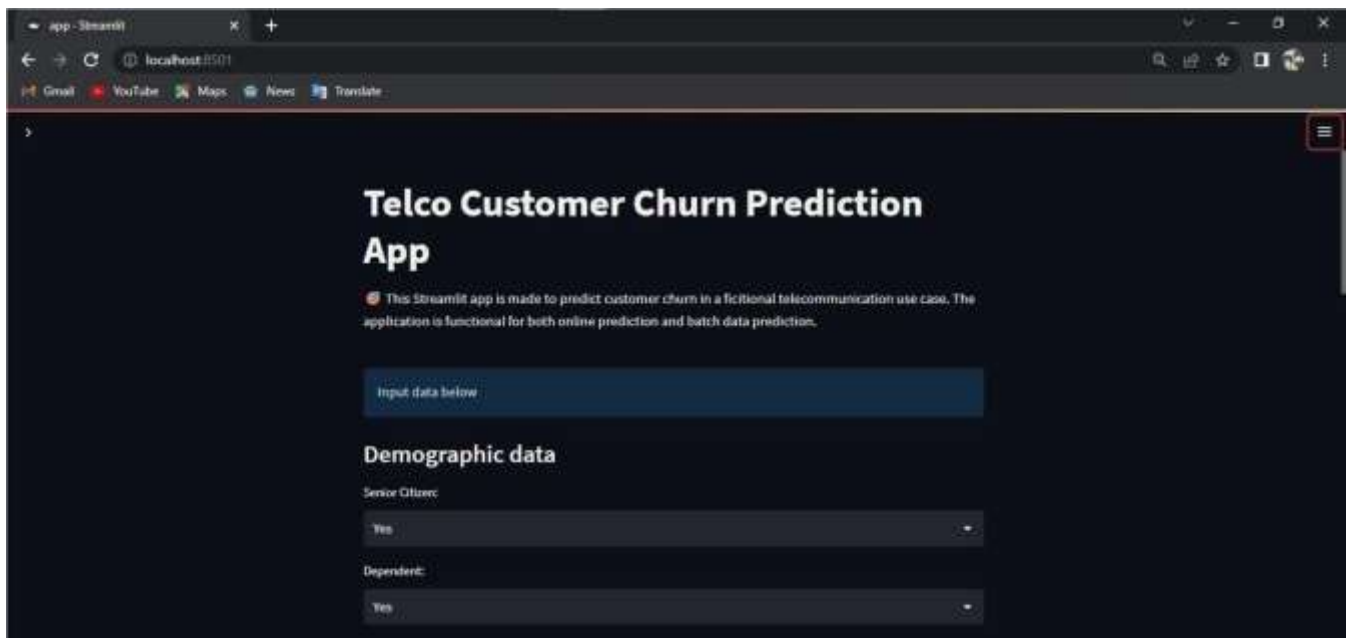 app · Streamlit
localhost:8501
Gmail YouTube Maps News Translate
Telco Customer Churn Prediction
App
This Streamlit app is made to predict customer churn in a ficitional telecommunication use case. The
application is functional for both online prediction and batch data prediction.
Input data below
Demographic data
Senior Citizen:
Yes
Dependent:
Yes